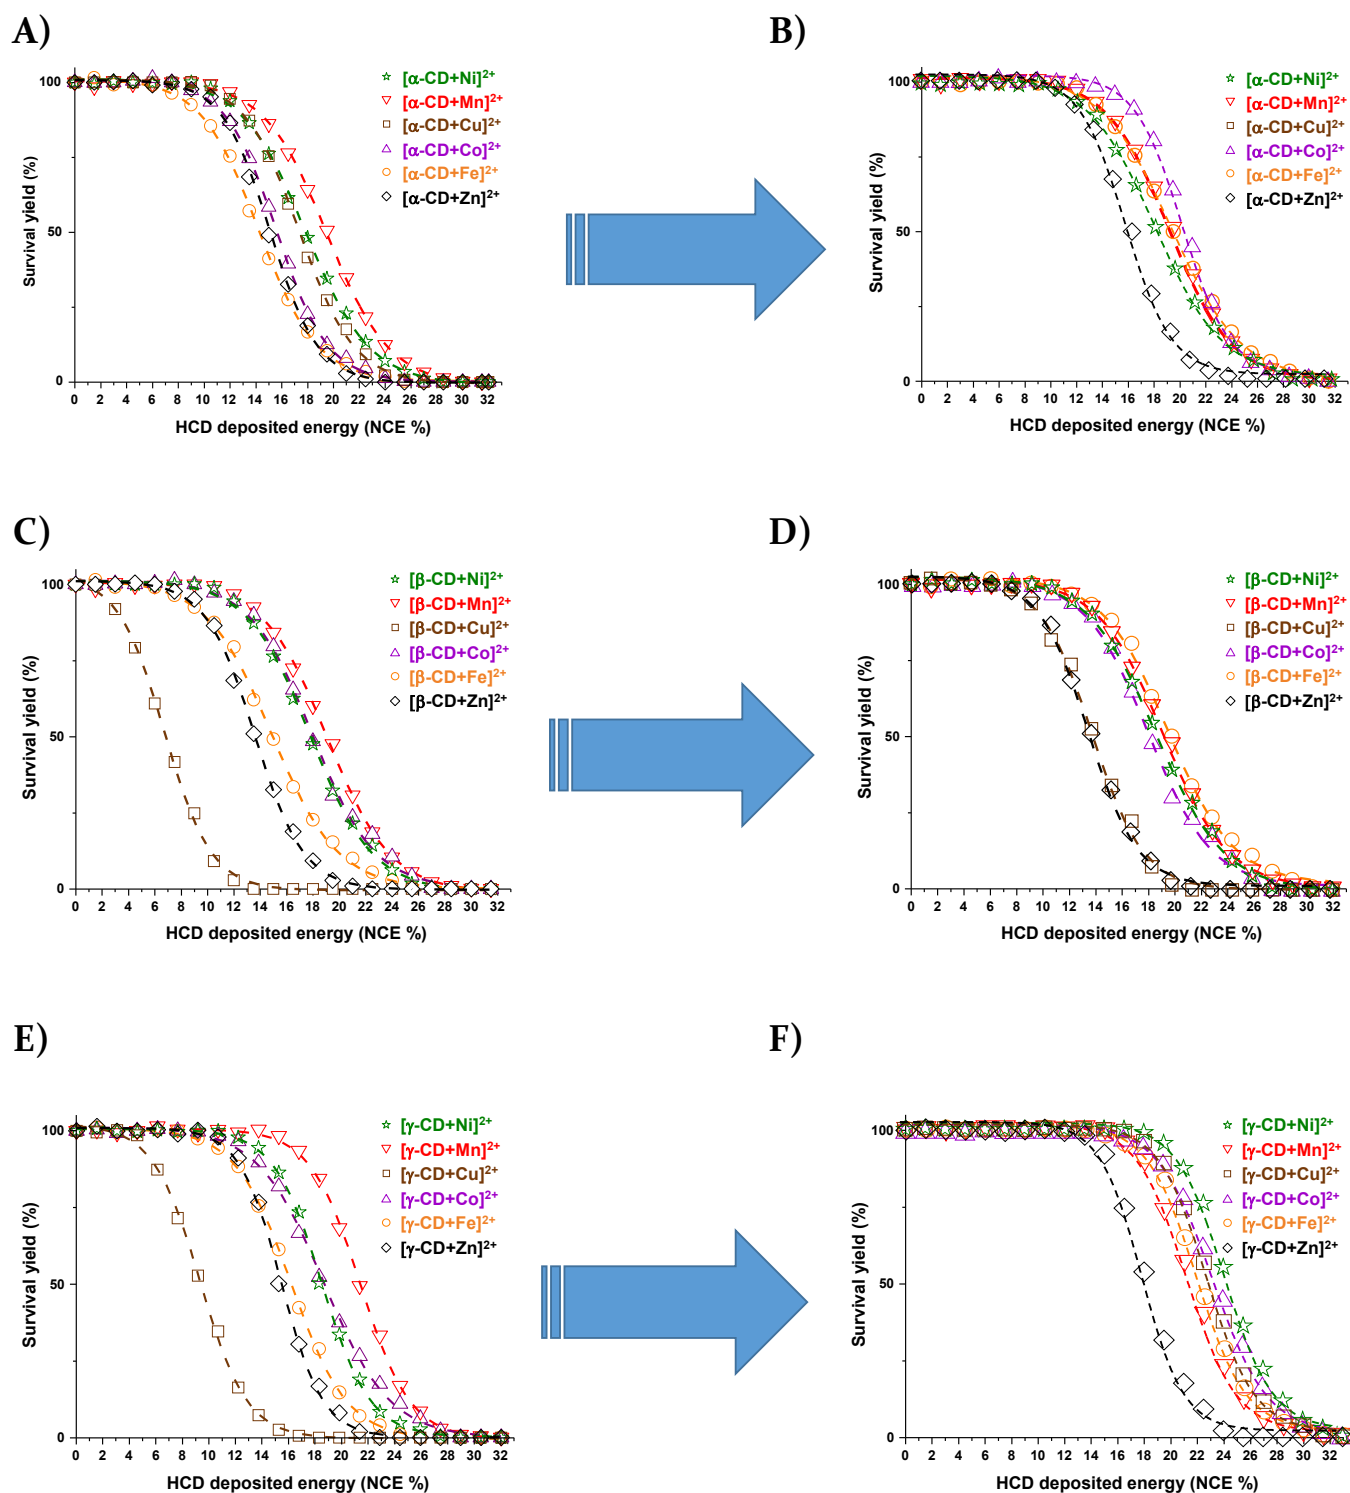 A)
Survival yield (%)
100
50
0
[α-CD+Ni]²⁺
[α-CD+Mn]²⁺
[α-CD+Cu]²⁺
[α-CD+Co]²⁺
[α-CD+Fe]²⁺
[α-CD+Zn]²⁺
0 2 4 6 8 10 12 14 16 18 20 22 24 26 28 30 32
HCD deposited energy (NCE %)
B)
Survival yield (%)
100
50
0
[α-CD+Ni]²⁺
[α-CD+Mn]²⁺
[α-CD+Cu]²⁺
[α-CD+Co]²⁺
[α-CD+Fe]²⁺
[α-CD+Zn]²⁺
0 2 4 6 8 10 12 14 16 18 20 22 24 26 28 30 32
HCD deposited energy (NCE %)
C)
Survival yield (%)
100
50
0
[β-CD+Ni]²⁺
[β-CD+Mn]²⁺
[β-CD+Cu]²⁺
[β-CD+Co]²⁺
[β-CD+Fe]²⁺
[β-CD+Zn]²⁺
0 2 4 6 8 10 12 14 16 18 20 22 24 26 28 30 32
HCD deposited energy (NCE %)
D)
Survival yield (%)
100
50
0
[β-CD+Ni]²⁺
[β-CD+Mn]²⁺
[β-CD+Cu]²⁺
[β-CD+Co]²⁺
[β-CD+Fe]²⁺
[β-CD+Zn]²⁺
0 2 4 6 8 10 12 14 16 18 20 22 24 26 28 30 32
HCD deposited energy (NCE %)
E)
Survival yield (%)
100
50
0
[γ-CD+Ni]²⁺
[γ-CD+Mn]²⁺
[γ-CD+Cu]²⁺
[γ-CD+Co]²⁺
[γ-CD+Fe]²⁺
[γ-CD+Zn]²⁺
0 2 4 6 8 10 12 14 16 18 20 22 24 26 28 30 32
HCD deposited energy (NCE %)
F)
Survival yield (%)
100
50
0
[γ-CD+Ni]²⁺
[γ-CD+Mn]²⁺
[γ-CD+Cu]²⁺
[γ-CD+Co]²⁺
[γ-CD+Fe]²⁺
[γ-CD+Zn]²⁺
0 2 4 6 8 10 12 14 16 18 20 22 24 26 28 30 32
HCD deposited energy (NCE %)